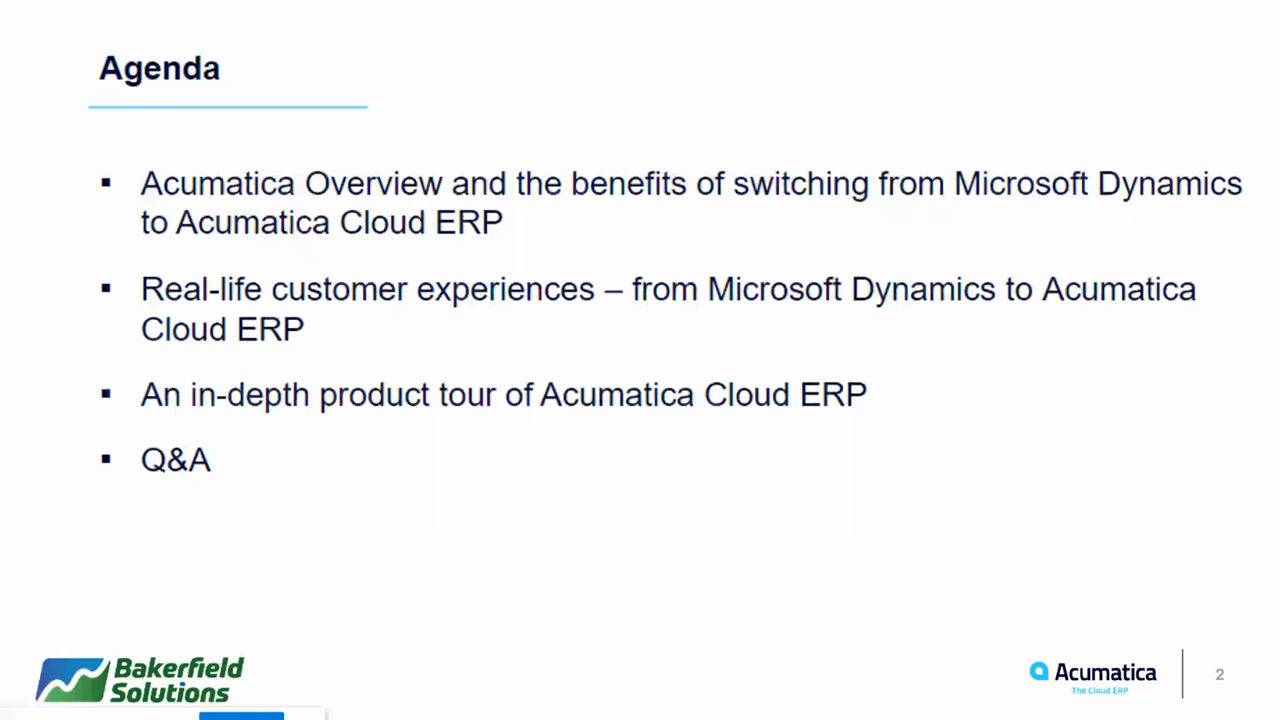 Agenda
▪ Acumatica Overview and the benefits of switching from Microsoft Dynamics
to Acumatica Cloud ERP
▪ Real-life customer experiences – from Microsoft Dynamics to Acumatica
Cloud ERP
▪ An in-depth product tour of Acumatica Cloud ERP
▪ Q&A
Bakerfield
Solutions
Acumatica
The Cloud ERP
2